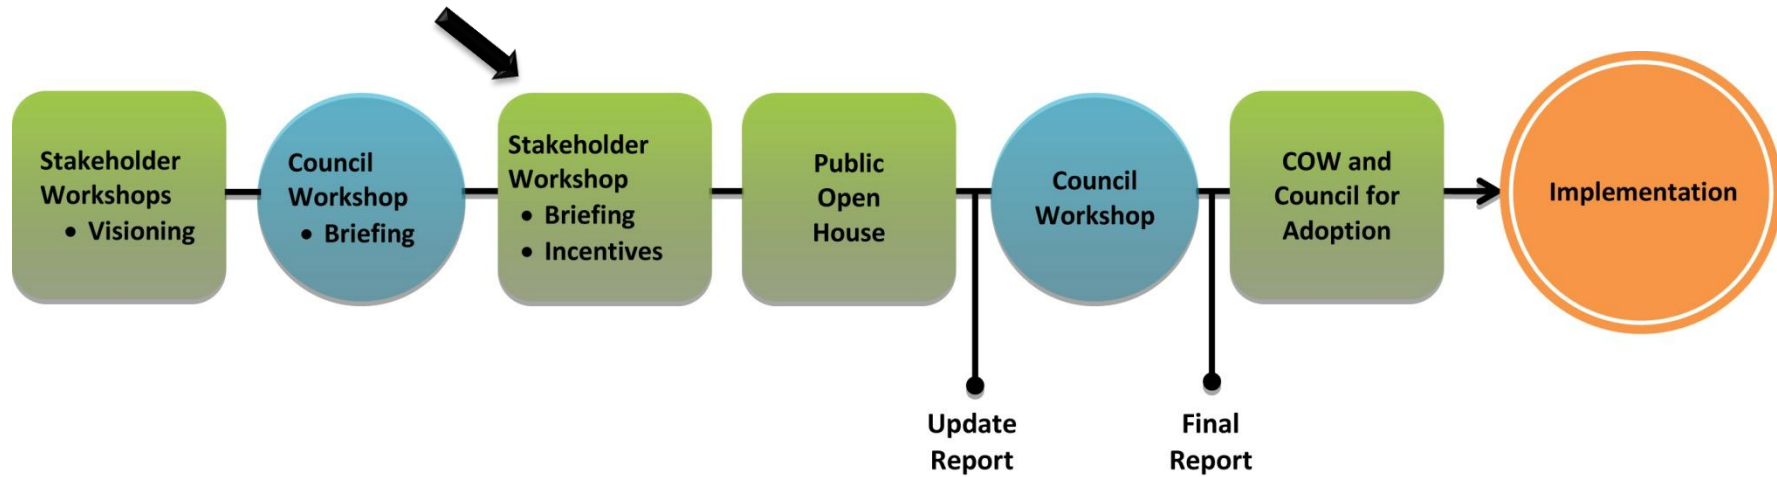 Stakeholder
Workshops
• Visioning
Council
Workshop
• Briefing
Stakeholder
Workshop
• Briefing
• Incentives
Public
Open
House
Update
Report
Council
Workshop
Final
Report
COW and
Council for
Adoption
Implementation